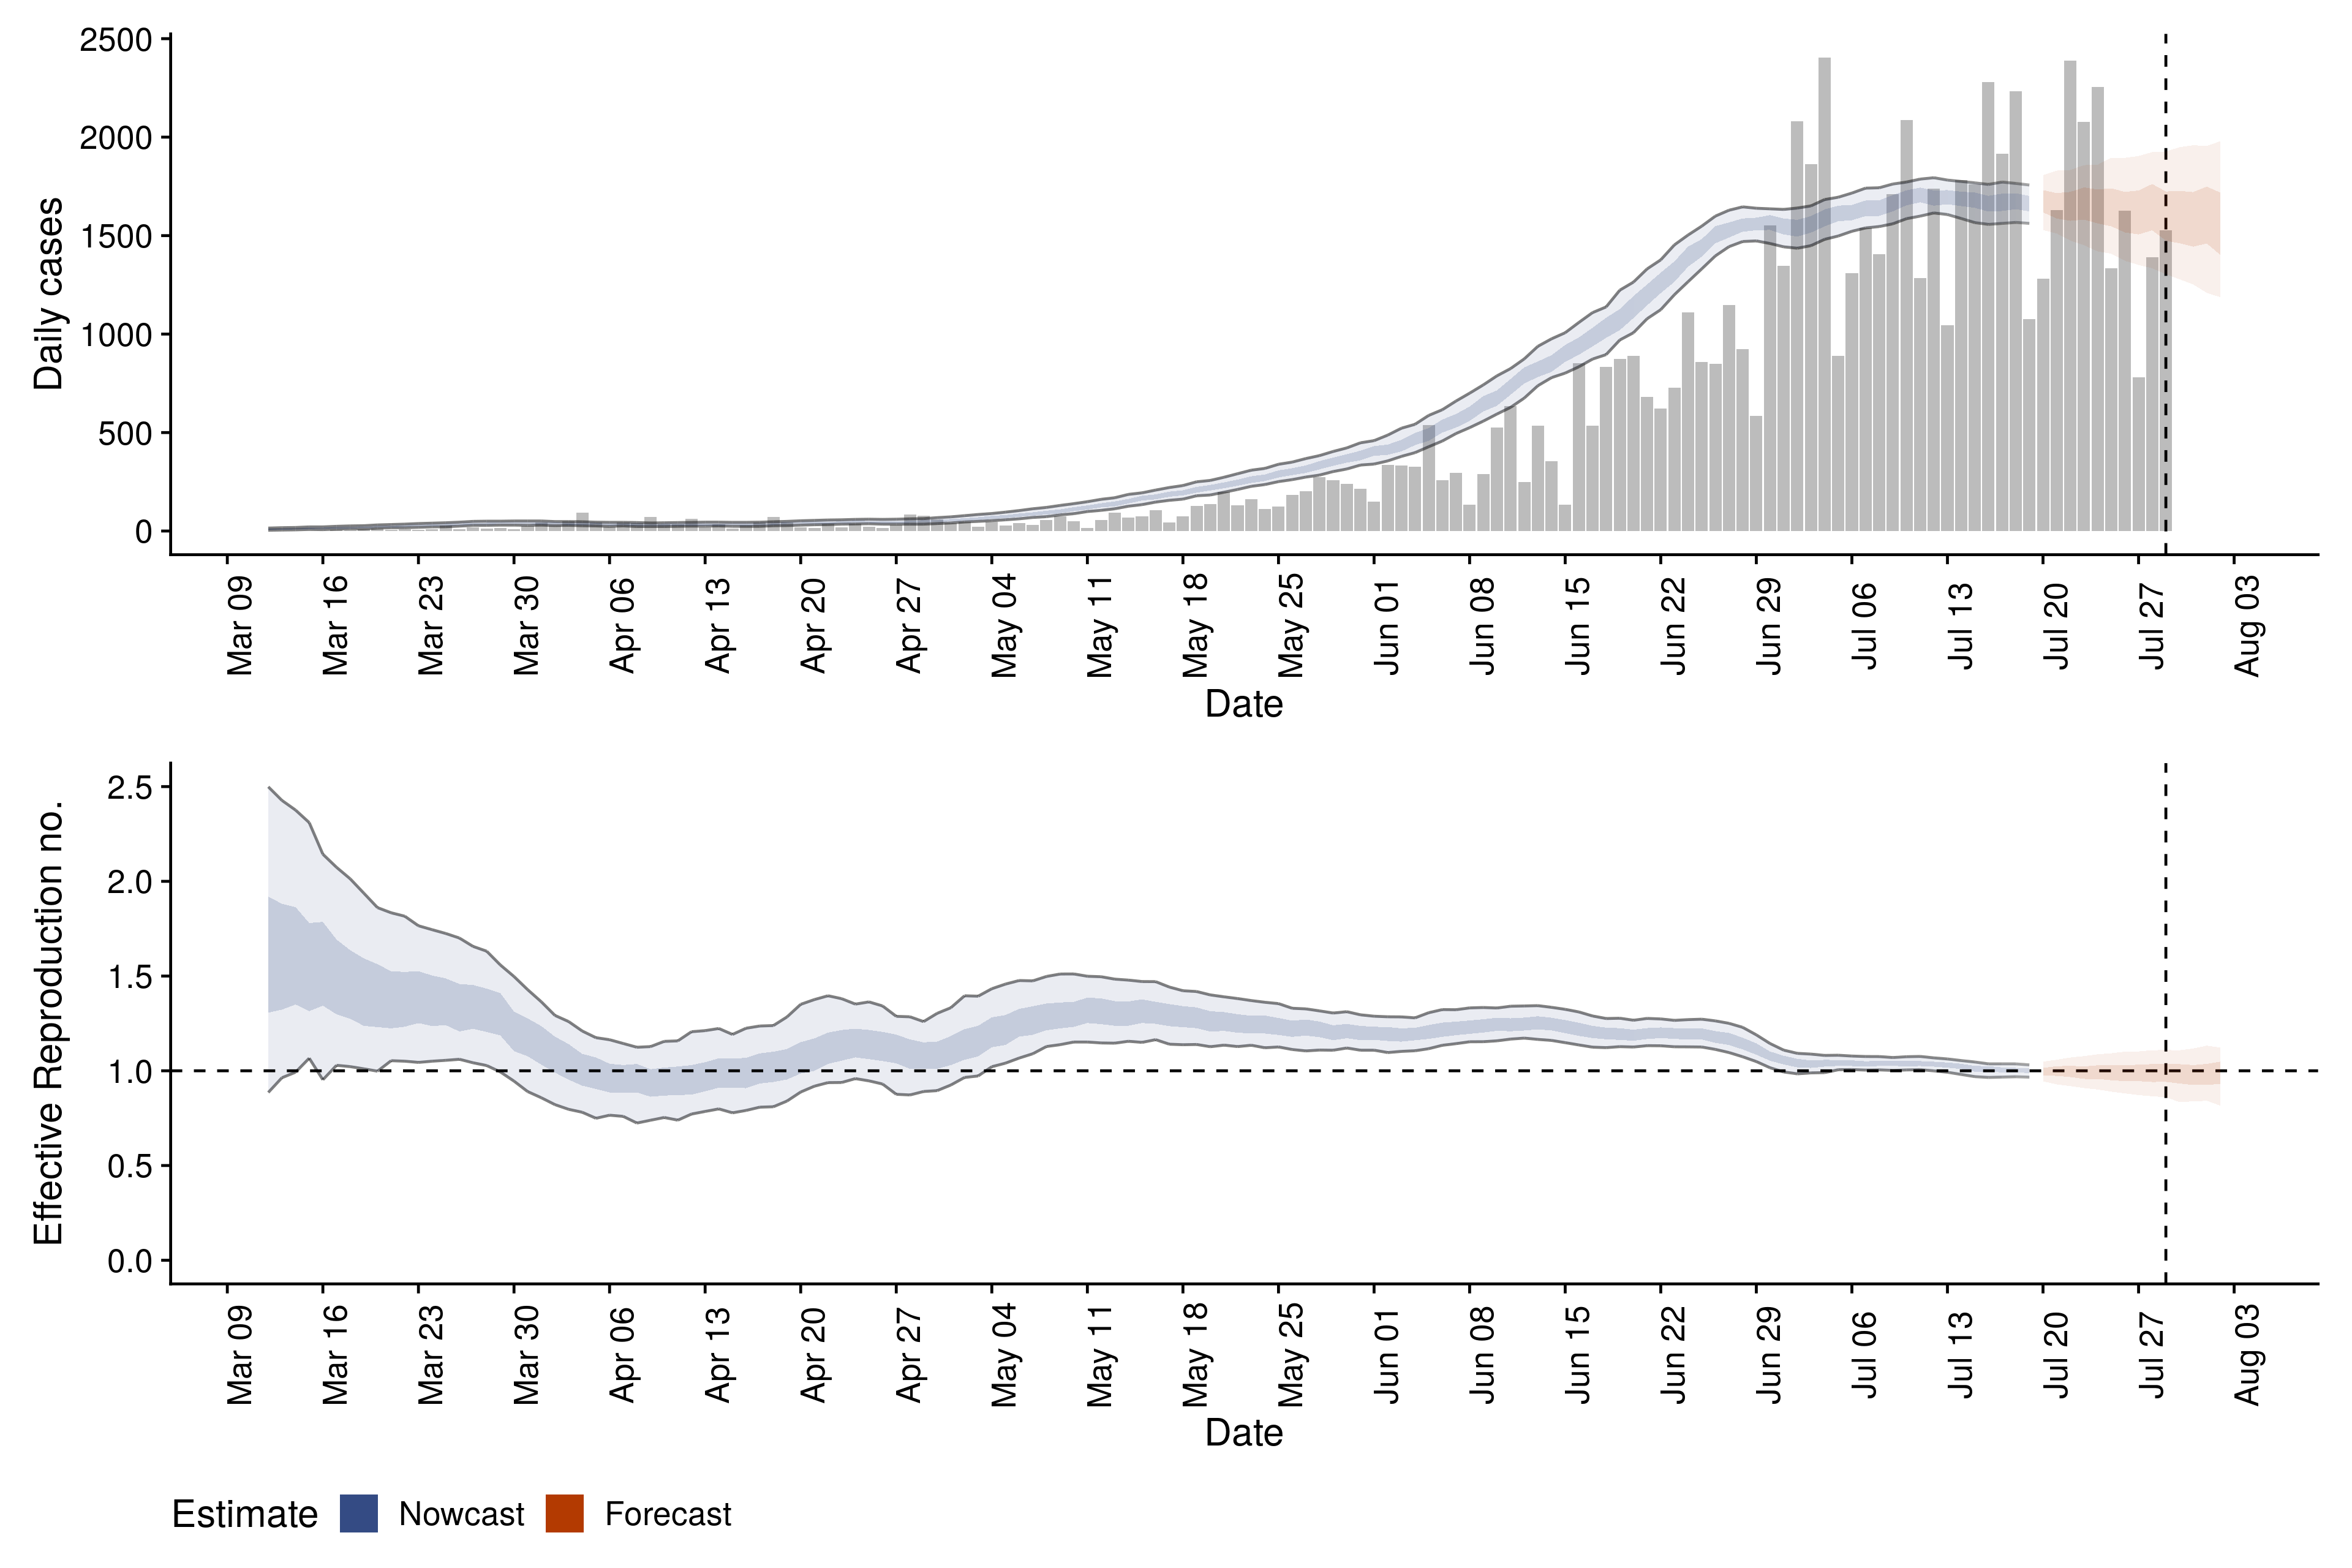 2500
2000
1500
1000
500
0
Daily cases
Mar 09
Mar 16
Mar 23
Mar 30
Apr 06
Apr 13
Apr 20
Apr 27
May 04
May 11
May 18
May 25
Jun 01
Jun 08
Jun 15
Jun 22
Jun 29
Jul 06
Jul 13
Jul 20
Jul 27
Aug 03
Date
2.5
2.0
1.5
1.0
0.5
0.0
Effective Reproduction no.
Mar 09
Mar 16
Mar 23
Mar 30
Apr 06
Apr 13
Apr 20
Apr 27
May 04
May 11
May 18
May 25
Jun 01
Jun 08
Jun 15
Jun 22
Jun 29
Jul 06
Jul 13
Jul 20
Jul 27
Aug 03
Date
Estimate Nowcast Forecast